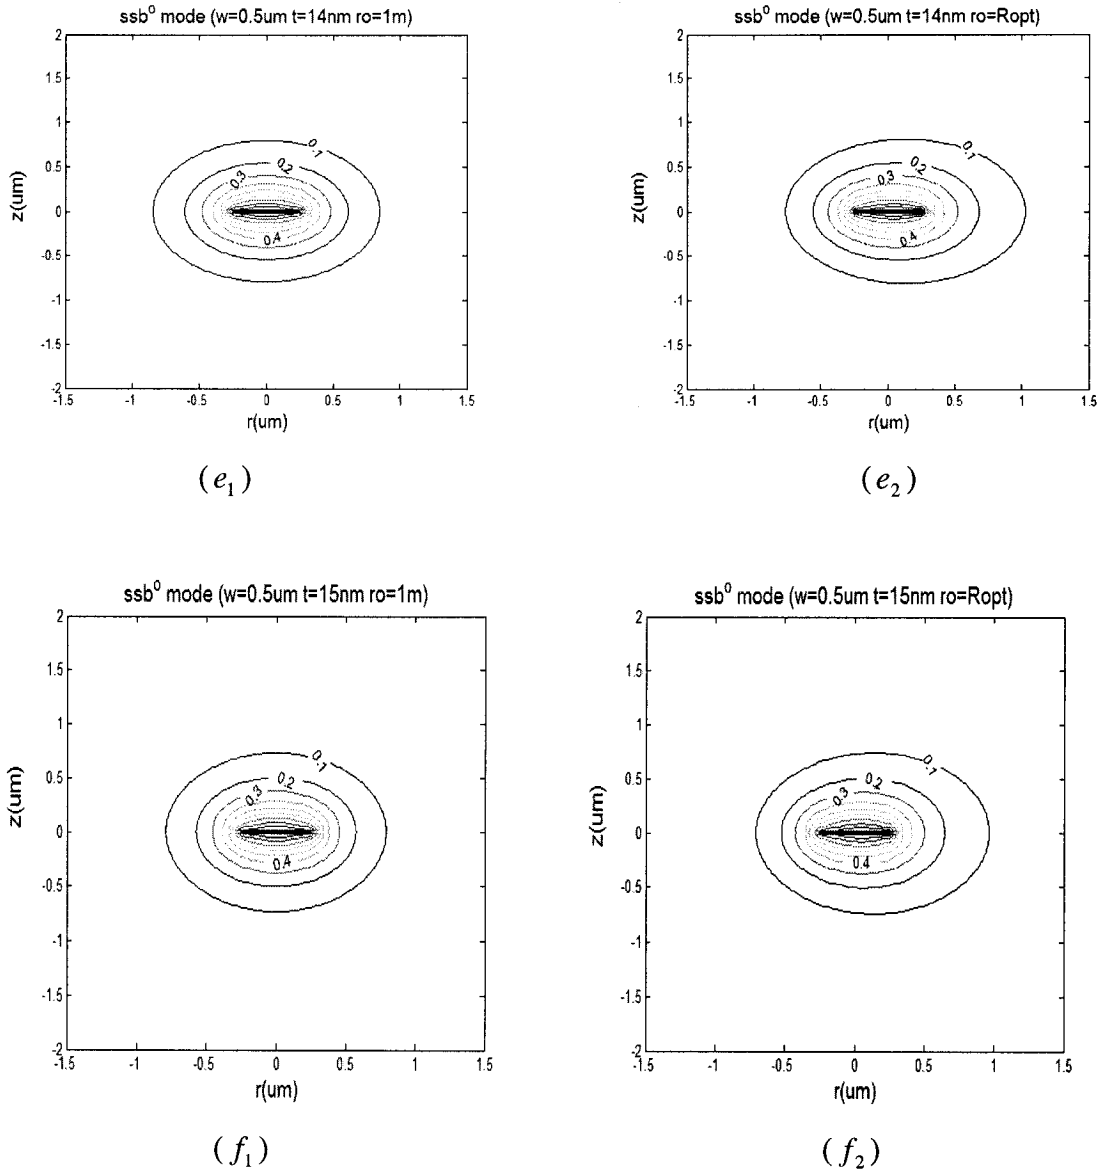 ssb⁰ mode (w=0.5um t=14nm ro=1m)
2
1.5
1
0.5
0
-0.5
-1
-1.5
-2
z(um)
0.1
0.2
0.3
0.4
-1.5 -1 -0.5 0 0.5 1 1.5
r(um)
(e₁)
ssb⁰ mode (w=0.5um t=14nm ro=Ropt)
2
1.5
1
0.5
0
-0.5
-1
-1.5
-2
z(um)
0.1
0.2
0.3
0.4
-1.5 -1 -0.5 0 0.5 1 1.5
r(um)
(e₂)
ssb⁰ mode (w=0.5um t=15nm ro=1m)
2
1.5
1
0.5
0
-0.5
-1
-1.5
-2
z(um)
0.1
0.2
0.3
0.4
-1.5 -1 -0.5 0 0.5 1 1.5
r(um)
(f₁)
ssb⁰ mode (w=0.5um t=15nm ro=Ropt)
2
1.5
1
0.5
0
-0.5
-1
-1.5
-2
z(um)
0.1
0.2
0.3
0.4
-1.5 -1 -0.5 0 0.5 1 1.5
r(um)
(f₂)